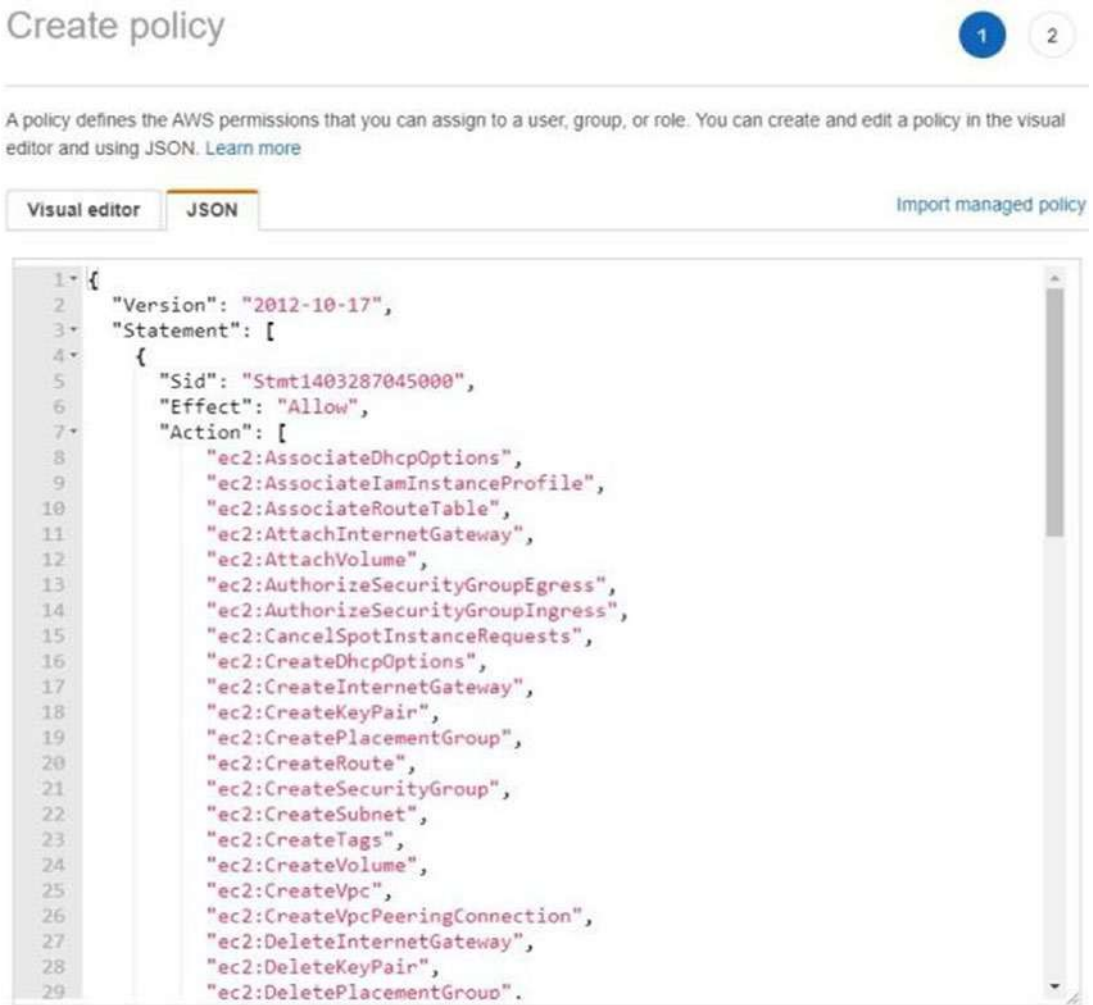 Create policy
1 2
A policy defines the AWS permissions that you can assign to a user, group, or role. You can create and edit a policy in the visual
editor and using JSON. Learn more
Visual editor JSON Import managed policy
1 {
2 "Version": "2012-10-17",
3 "Statement": [
4 {
5 "Sid": "Stmt1403287045000",
6 "Effect": "Allow",
7 "Action": [
8 "ec2:AssociateDhcpOptions",
9 "ec2:AssociateIamInstanceProfile",
10 "ec2:AssociateRouteTable",
11 "ec2:AttachInternetGateway",
12 "ec2:AttachVolume",
13 "ec2:AuthorizeSecurityGroupEgress",
14 "ec2:AuthorizeSecurityGroupIngress",
15 "ec2:CancelSpotInstanceRequests",
16 "ec2:CreateDhcpOptions",
17 "ec2:CreateInternetGateway",
18 "ec2:CreateKeyPair",
19 "ec2:CreatePlacementGroup",
20 "ec2:CreateRoute",
21 "ec2:CreateSecurityGroup",
22 "ec2:CreateSubnet",
23 "ec2:CreateTags",
24 "ec2:CreateVolume",
25 "ec2:CreateVpc",
26 "ec2:CreateVpcPeeringConnection",
27 "ec2:DeleteInternetGateway",
28 "ec2:DeleteKeyPair",
29 "ec2:DeletePlacementGroup",